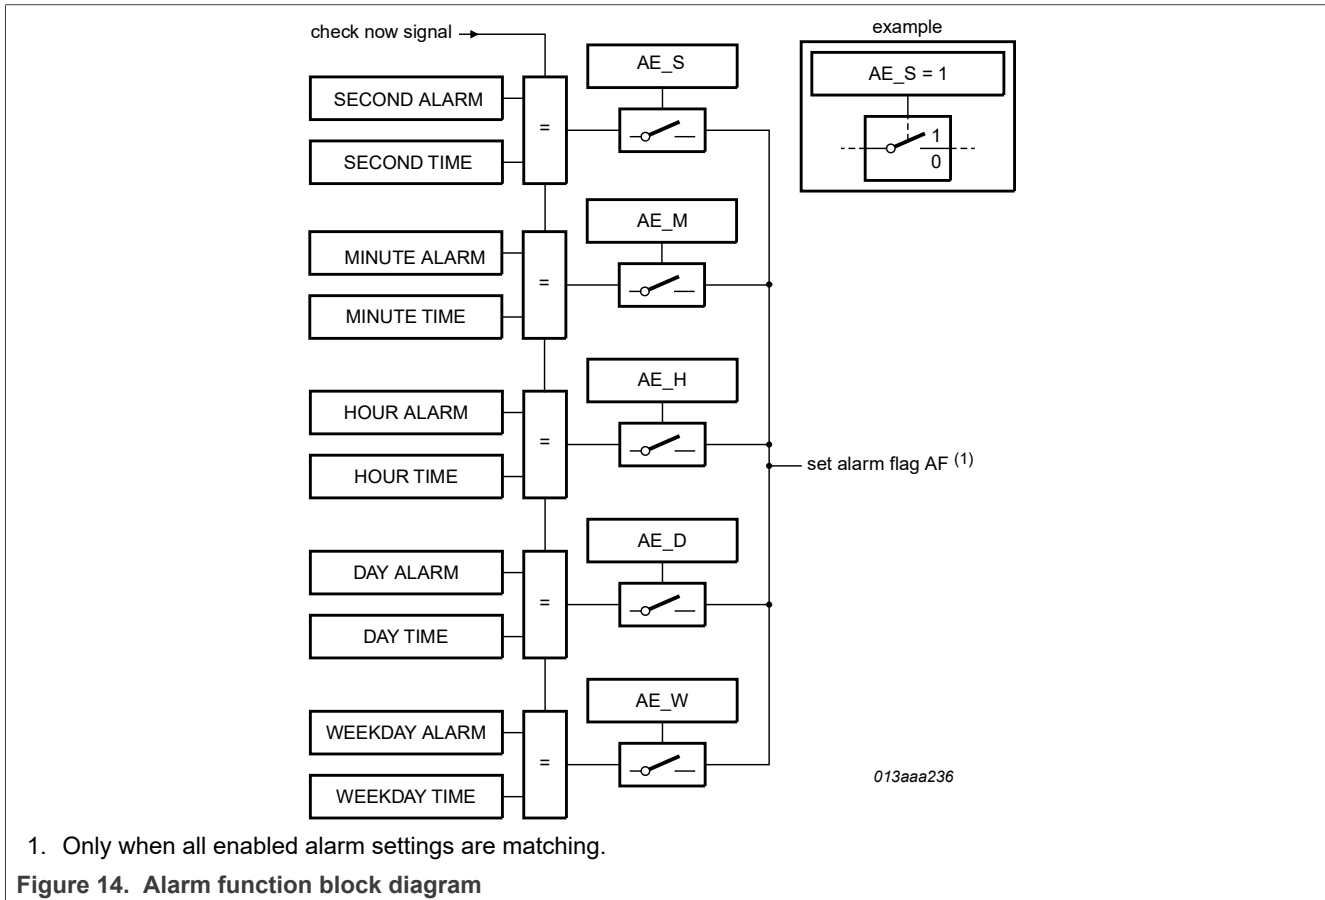 check now signal
example
AE_S
AE_S = 1
SECOND ALARM
=
SECOND TIME
1
0
AE_M
MINUTE ALARM
=
MINUTE TIME
AE_H
HOUR ALARM
=
HOUR TIME
set alarm flag AF (1)
AE_D
DAY ALARM
=
DAY TIME
AE_W
WEEKDAY ALARM
=
WEEKDAY TIME
013aaa236
1. Only when all enabled alarm settings are matching.
Figure 14. Alarm function block diagram